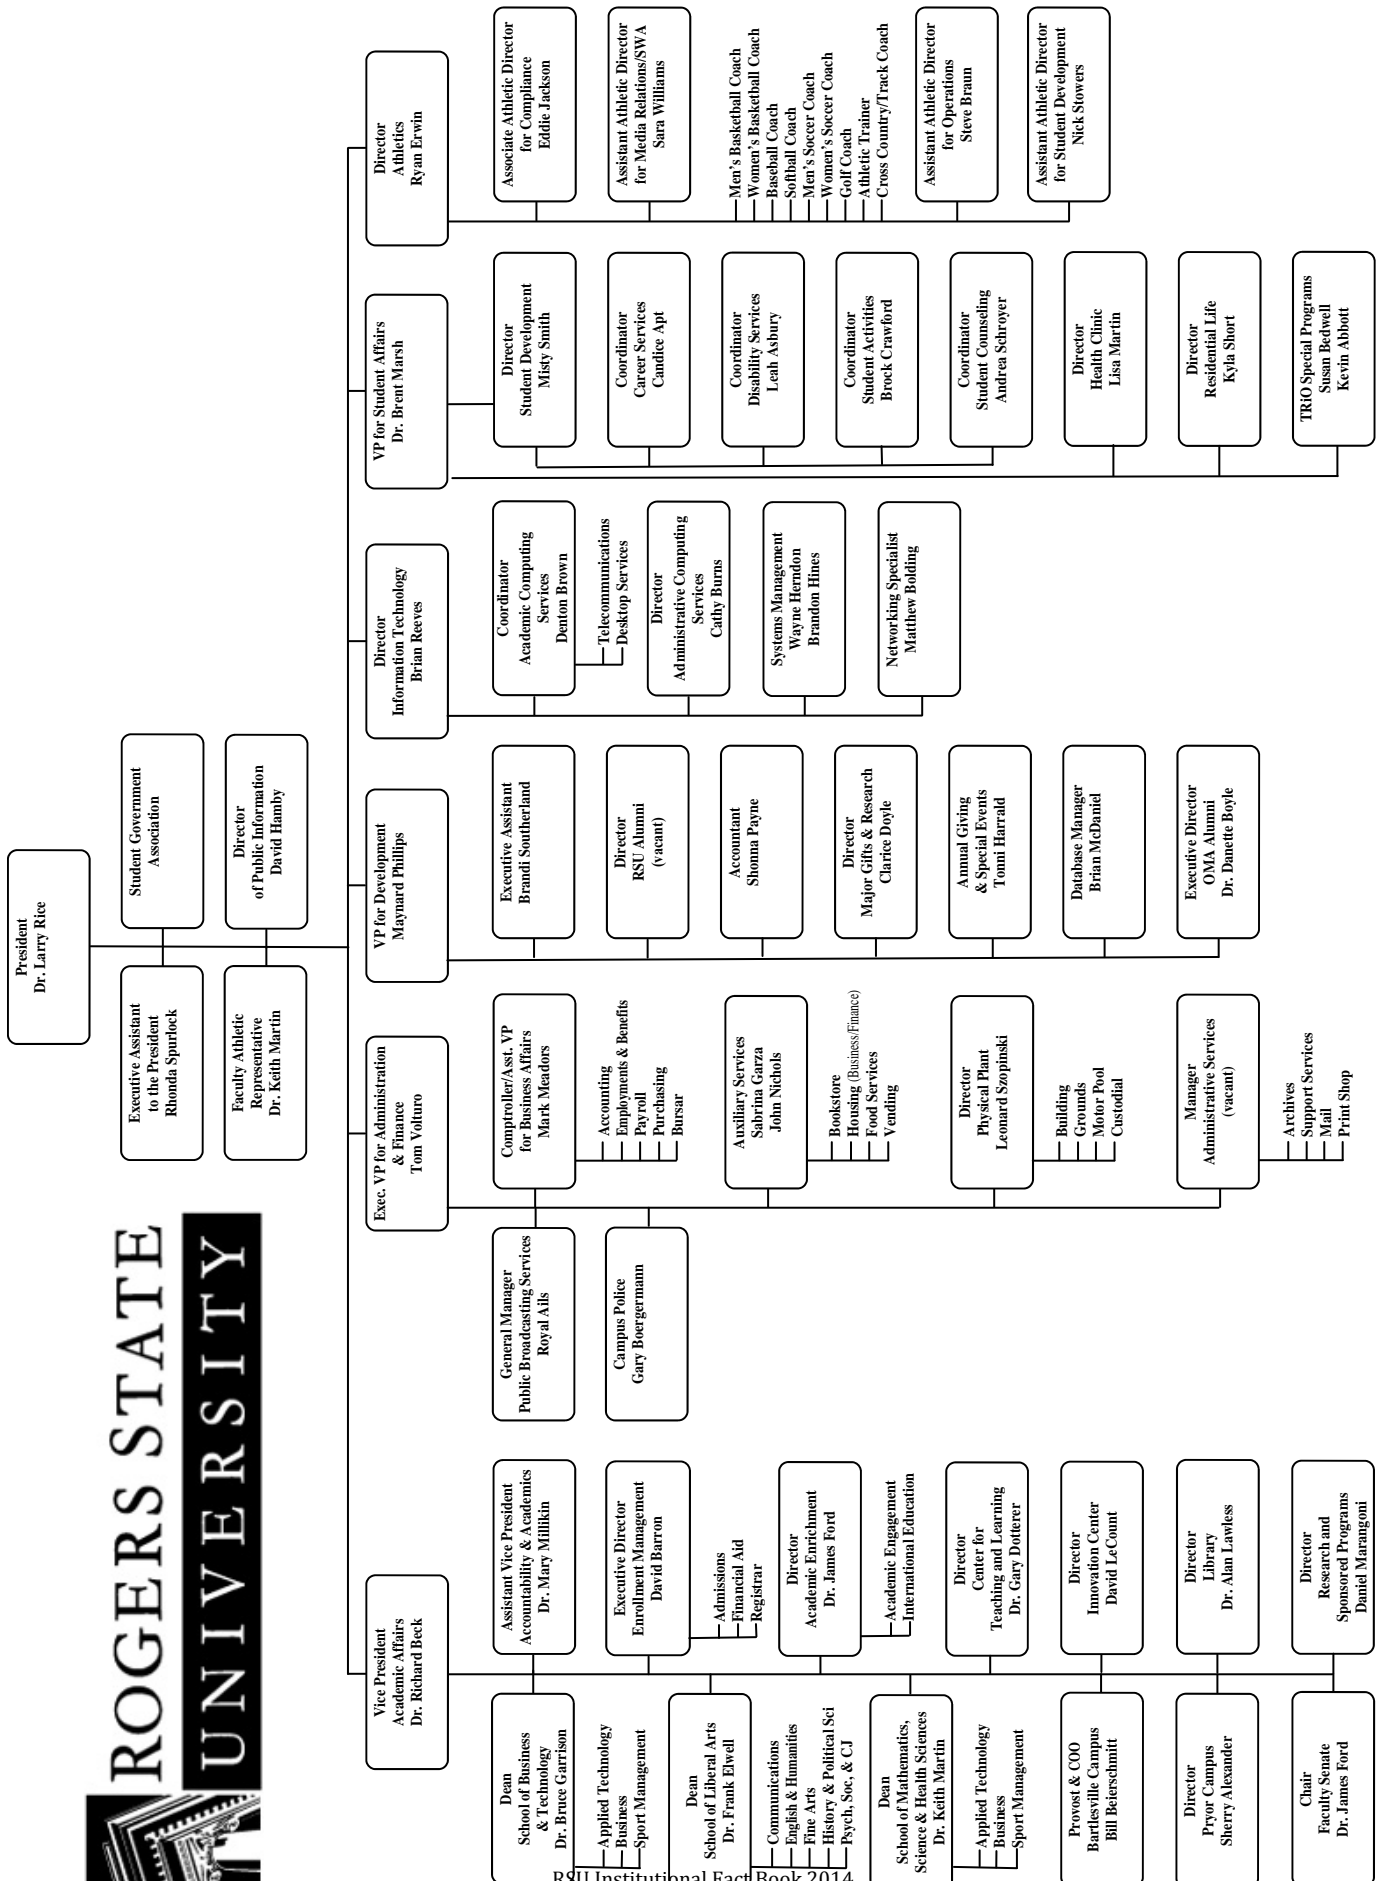 ROGERS STATE
UNIVERSITY
President
Dr. Larry Rice
Executive Assistant
to the President
Rhonda Spurlock
Student Government
Association
Faculty Athletic
Representative
Dr. Keith Martin
Director
of Public Information
David Hamby
Vice President
Academic Affairs
Dr. Richard Beck
Dean
School of Business
& Technology
Dr. Bruce Garrison
Applied Technology
Business
Sport Management
Dean
School of Liberal Arts
Dr. Frank Elwell
Communications
English & Humanities
Fine Arts
History & Political Sci
Psych, Soc, & CJ
Dean
School of Mathematics,
Science & Health Sciences
Dr. Keith Martin
Applied Technology
Business
Sport Management
Provost & COO
Bartlesville Campus
Bill Beierschmitt
Director
Pryor Campus
Sherry Alexander
Chair
Faculty Senate
Dr. James Ford
Assistant Vice President
Accountability & Academics
Dr. Mary Millikin
Executive Director
Enrollment Management
David Barron
Admissions
Financial Aid
Registrar
Director
Academic Enrichment
Dr. James Ford
Academic Engagement
International Education
Director
Center for
Teaching and Learning
Dr. Gary Dotterer
Director
Innovation Center
David LeCount
Director
Library
Dr. Alan Lawless
Director
Research and
Sponsored Programs
Daniel Marangoni
Exec. VP for Administration
& Finance
Tom Volturo
General Manager
Public Broadcasting Services
Royal Ails
Campus Police
Gary Boergermann
Comptroller/Asst. VP
for Business Affairs
Mark Meadors
Accounting
Employments & Benefits
Payroll
Purchasing
Bursar
Auxiliary Services
Sabrina Garza
John Nichols
Bookstore
Housing (Business/Finance)
Food Services
Vending
Director
Physical Plant
Leonard Szopinski
Building
Grounds
Motor Pool
Custodial
Manager
Administrative Services
(vacant)
Archives
Support Services
Mail
Print Shop
VP for Development
Maynard Phillips
Executive Assistant
Brandi Southerland
Director
RSU Alumni
(vacant)
Accountant
Shonna Payne
Director
Major Gifts & Research
Clarice Doyle
Annual Giving
& Special Events
Tonni Harrald
Database Manager
Brian McDaniel
Executive Director
OMA Alumni
Dr. Danette Boyle
Director
Information Technology
Brian Reeves
Coordinator
Academic Computing
Services
Denton Brown
Telecommunications
Desktop Services
Director
Administrative Computing
Services
Cathy Burns
Systems Management
Wayne Herndon
Brandon Hines
Networking Specialist
Matthew Bolding
VP for Student Affairs
Dr. Brent Marsh
Director
Student Development
Misty Smith
Coordinator
Career Services
Candice Apt
Coordinator
Disability Services
Leah Asbury
Coordinator
Student Activities
Brock Crawford
Coordinator
Student Counseling
Andrea Schroyer
Director
Health Clinic
Lisa Martin
Director
Residential Life
Kyla Short
TRiO Special Programs
Susan Bedwell
Kevin Abbott
Director
Athletics
Ryan Erwin
Associate Athletic Director
for Compliance
Eddie Jackson
Assistant Athletic Director
for Media Relations/SWA
Sara Williams
Men's Basketball Coach
Women's Basketball Coach
Baseball Coach
Softball Coach
Men's Soccer Coach
Women's Soccer Coach
Golf Coach
Athletic Trainer
Cross Country/Track Coach
Assistant Athletic Director
for Operations
Steve Braun
Assistant Athletic Director
for Student Development
Nick Stowers
RSU Institutional Fact Book 2014